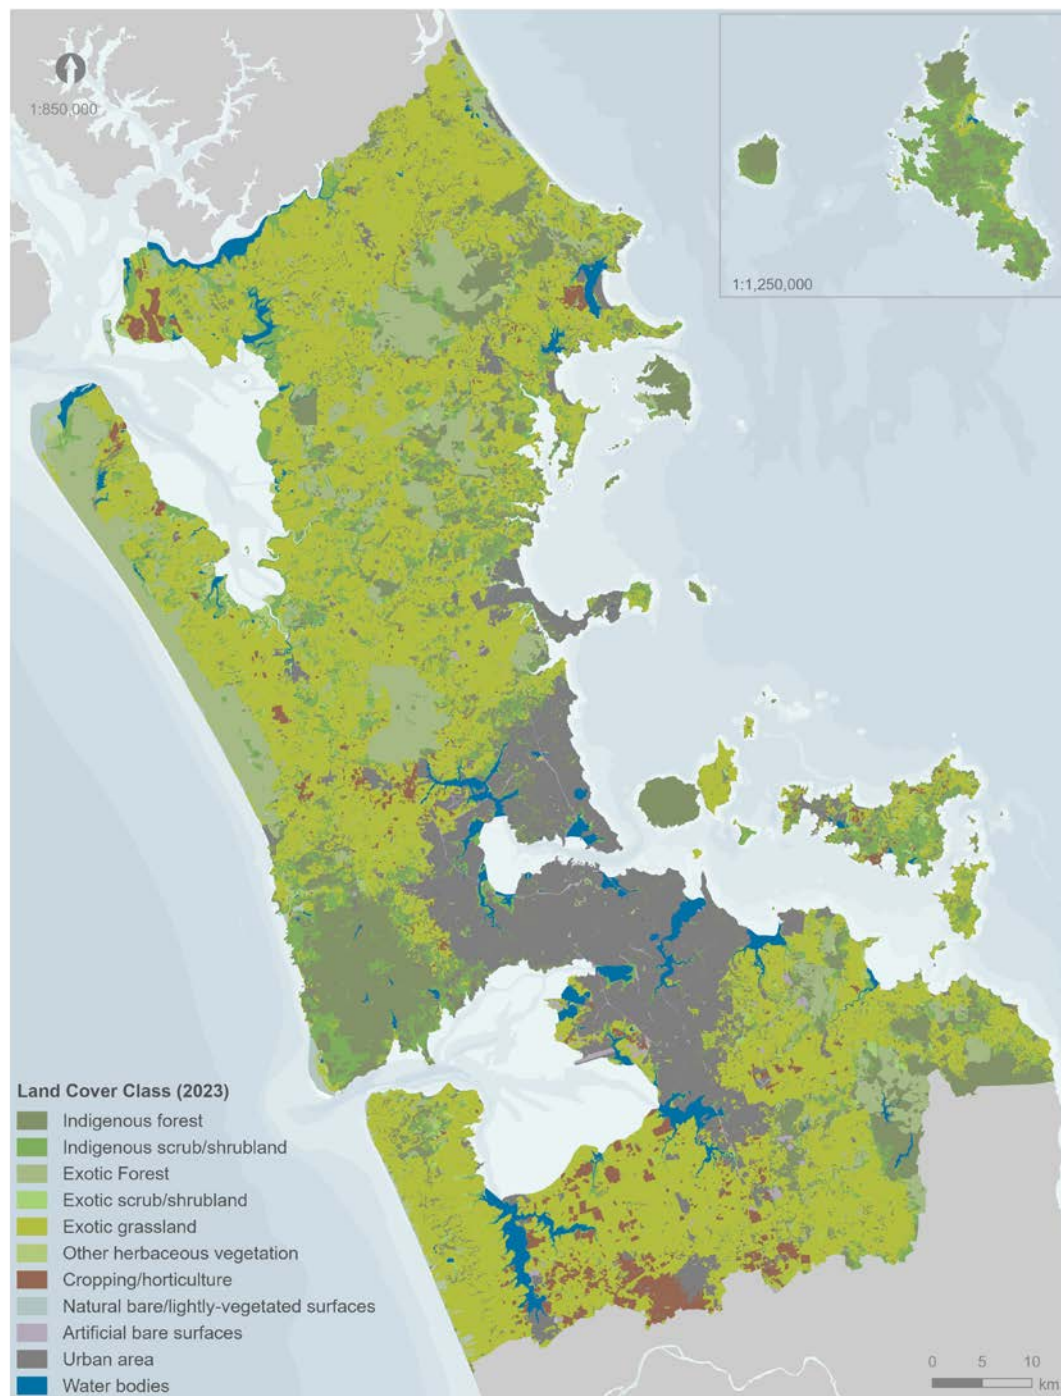 1:850,000
1:1,250,000
Land Cover Class (2023)
Indigenous forest
Indigenous scrub/shrubland
Exotic Forest
Exotic scrub/shrubland
Exotic grassland
Other herbaceous vegetation
Cropping/horticulture
Natural bare/lightly-vegetated surfaces
Artificial bare surfaces
Urban area
Water bodies
0 5 10
km